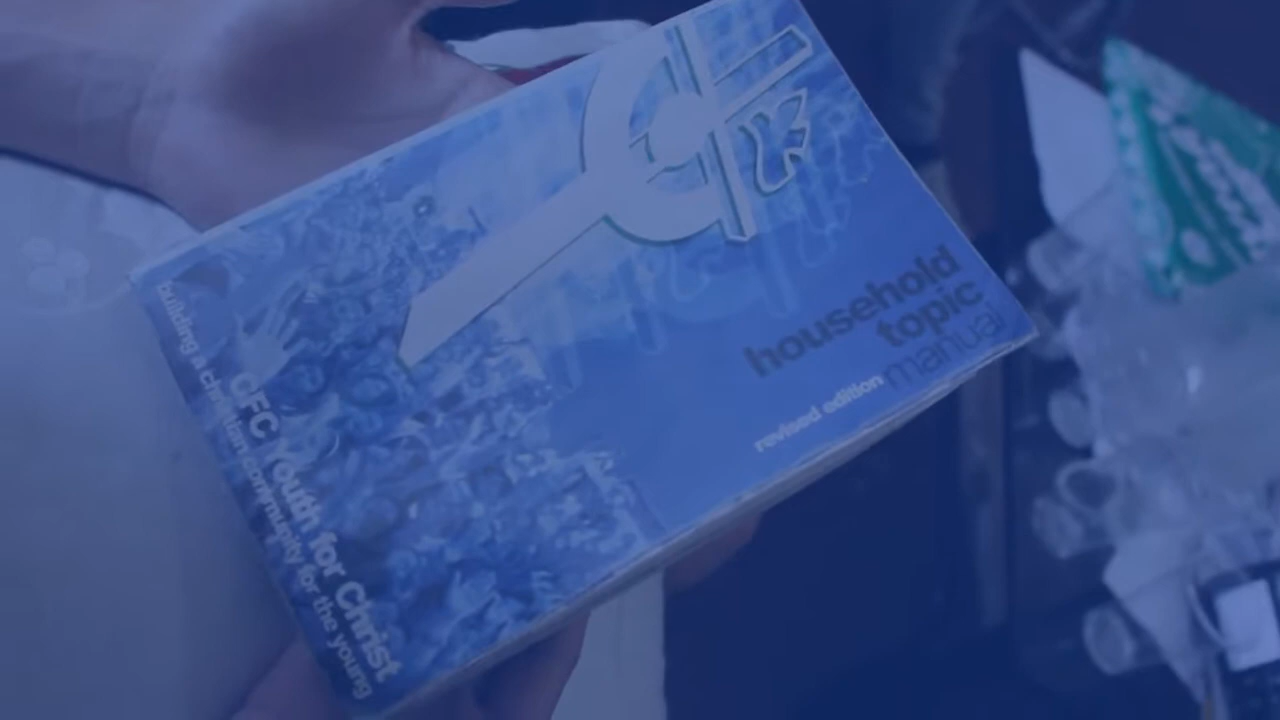 household
topic
manual
revised edition
CFC Youth for Christ
building a christian community for the young